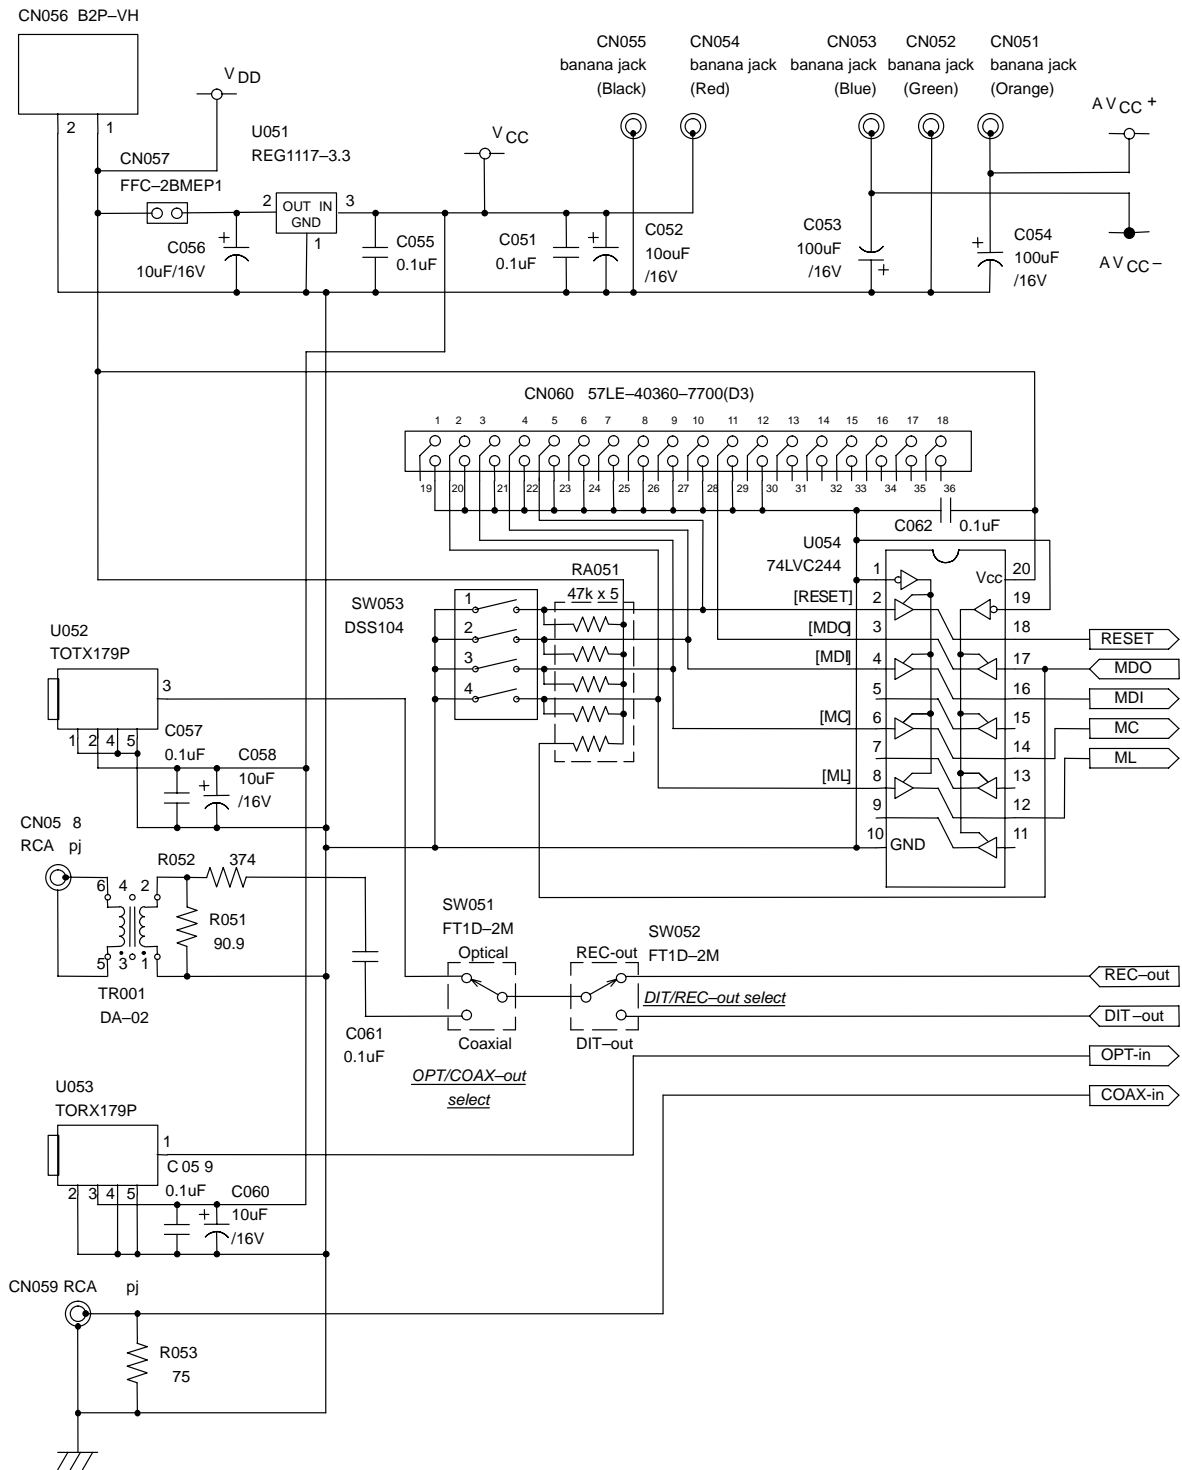 CN056 B2P–VH
2 1
V DD
CN057
FFC–2BMEP1
U051
REG1117–3.3
2 OUT IN 3
GND
1
C056
10uF/16V
+
C055
0.1uF
V CC
C051
0.1uF
+
C052
10ouF
/16V
CN055
banana jack
(Black)
CN054
banana jack
(Red)
CN053
banana jack
(Blue)
CN052
banana jack
(Green)
CN051
banana jack
(Orange)
AV CC +
AV CC –
C053
100uF
/16V
+
+
C054
100uF
/16V
CN060 57LE–40360–7700(D3)
1 2 3 4 5 6 7 8 9 10 11 12 13 14 15 16 17 18
19 20 21 22 23 24 25 26 27 28 29 30 31 32 33 34 35 36
C062 0.1uF
U054
74LVC244
RA051
47k x 5
SW053
DSS104
1
2
3
4
[RESET]
[MDO]
[MDI]
[MC]
[ML]
1
2
3
4
5
6
7
8
9
10 GND
Vcc 20
19
18
17
16
15
14
13
12
11
RESET
MDO
MDI
MC
ML
U052
TOTX179P
3
1 2 4 5
C057
0.1uF
+
C058
10uF
/16V
CN05 8
RCA pj
R052 374
6 4 2
5 3 1
R051
90.9
TR001
DA–02
C061
0.1uF
SW051
FT1D–2M
Optical
Coaxial
OPT/COAX–out
select
SW052
FT1D–2M
REC-out
DIT–out
DIT/REC–out select
REC–out
DIT–out
OPT-in
COAX-in
U053
TORX179P
1
2 3 4 5
C 05 9
0.1uF
+
C060
10uF
/16V
CN059 RCA pj
R053
75